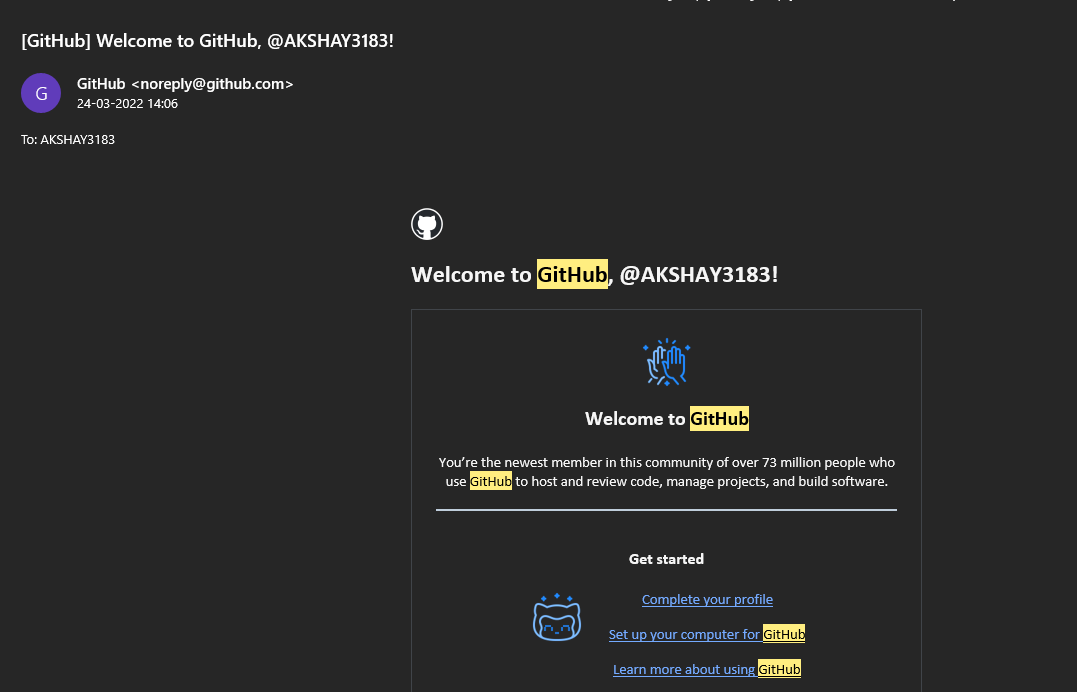 [GitHub] Welcome to GitHub, @AKSHAY3183!
G
GitHub <noreply@github.com>
24-03-2022 14:06
To: AKSHAY3183
Welcome to GitHub, @AKSHAY3183!
Welcome to GitHub
You’re the newest member in this community of over 73 million people who
use GitHub to host and review code, manage projects, and build software.
Get started
Complete your profile
Set up your computer for GitHub
Learn more about using GitHub